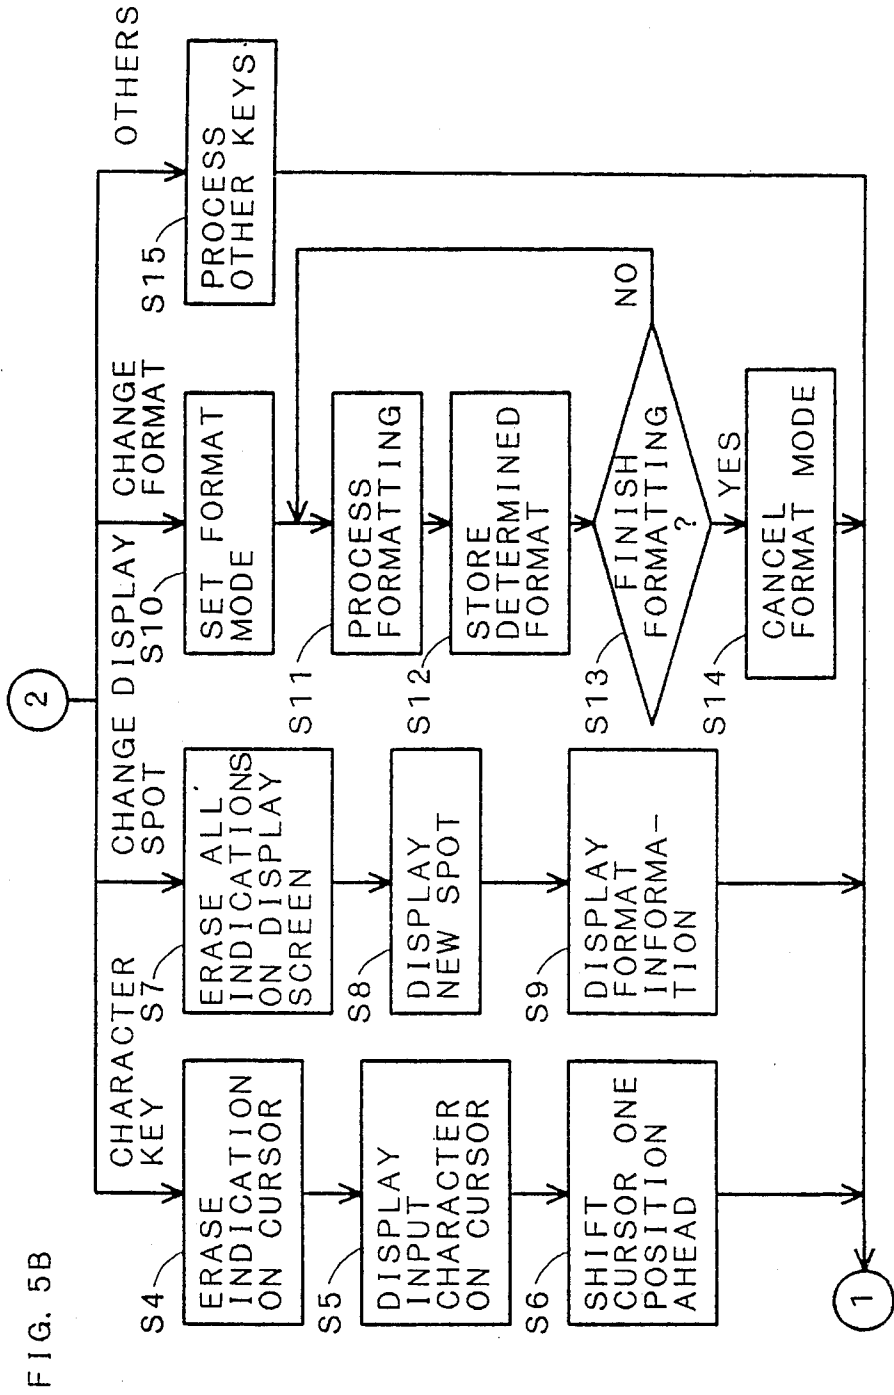 FIG. 5B
2
CHARACTER
KEY
S4
ERASE
INDICATION
ON CURSOR
S5
DISPLAY
INPUT
CHARACTER
ON CURSOR
S6
SHIFT
CURSOR ONE
POSITION
AHEAD
CHANGE DISPLAY
SPOT
S7
ERASE ALL
INDICATIONS
ON DISPLAY
SCREEN
S8
DISPLAY
NEW SPOT
S9
DISPLAY
FORMAT
INFORMA-
TION
CHANGE
FORMAT
S10
SET FORMAT
MODE
S11
PROCESS
FORMATTING
S12
STORE
DETERMINED
FORMAT
S13
FINISH
FORMATTING
?
NO
YES
S14
CANCEL
FORMAT MODE
OTHERS
S15
PROCESS
OTHER KEYS
1